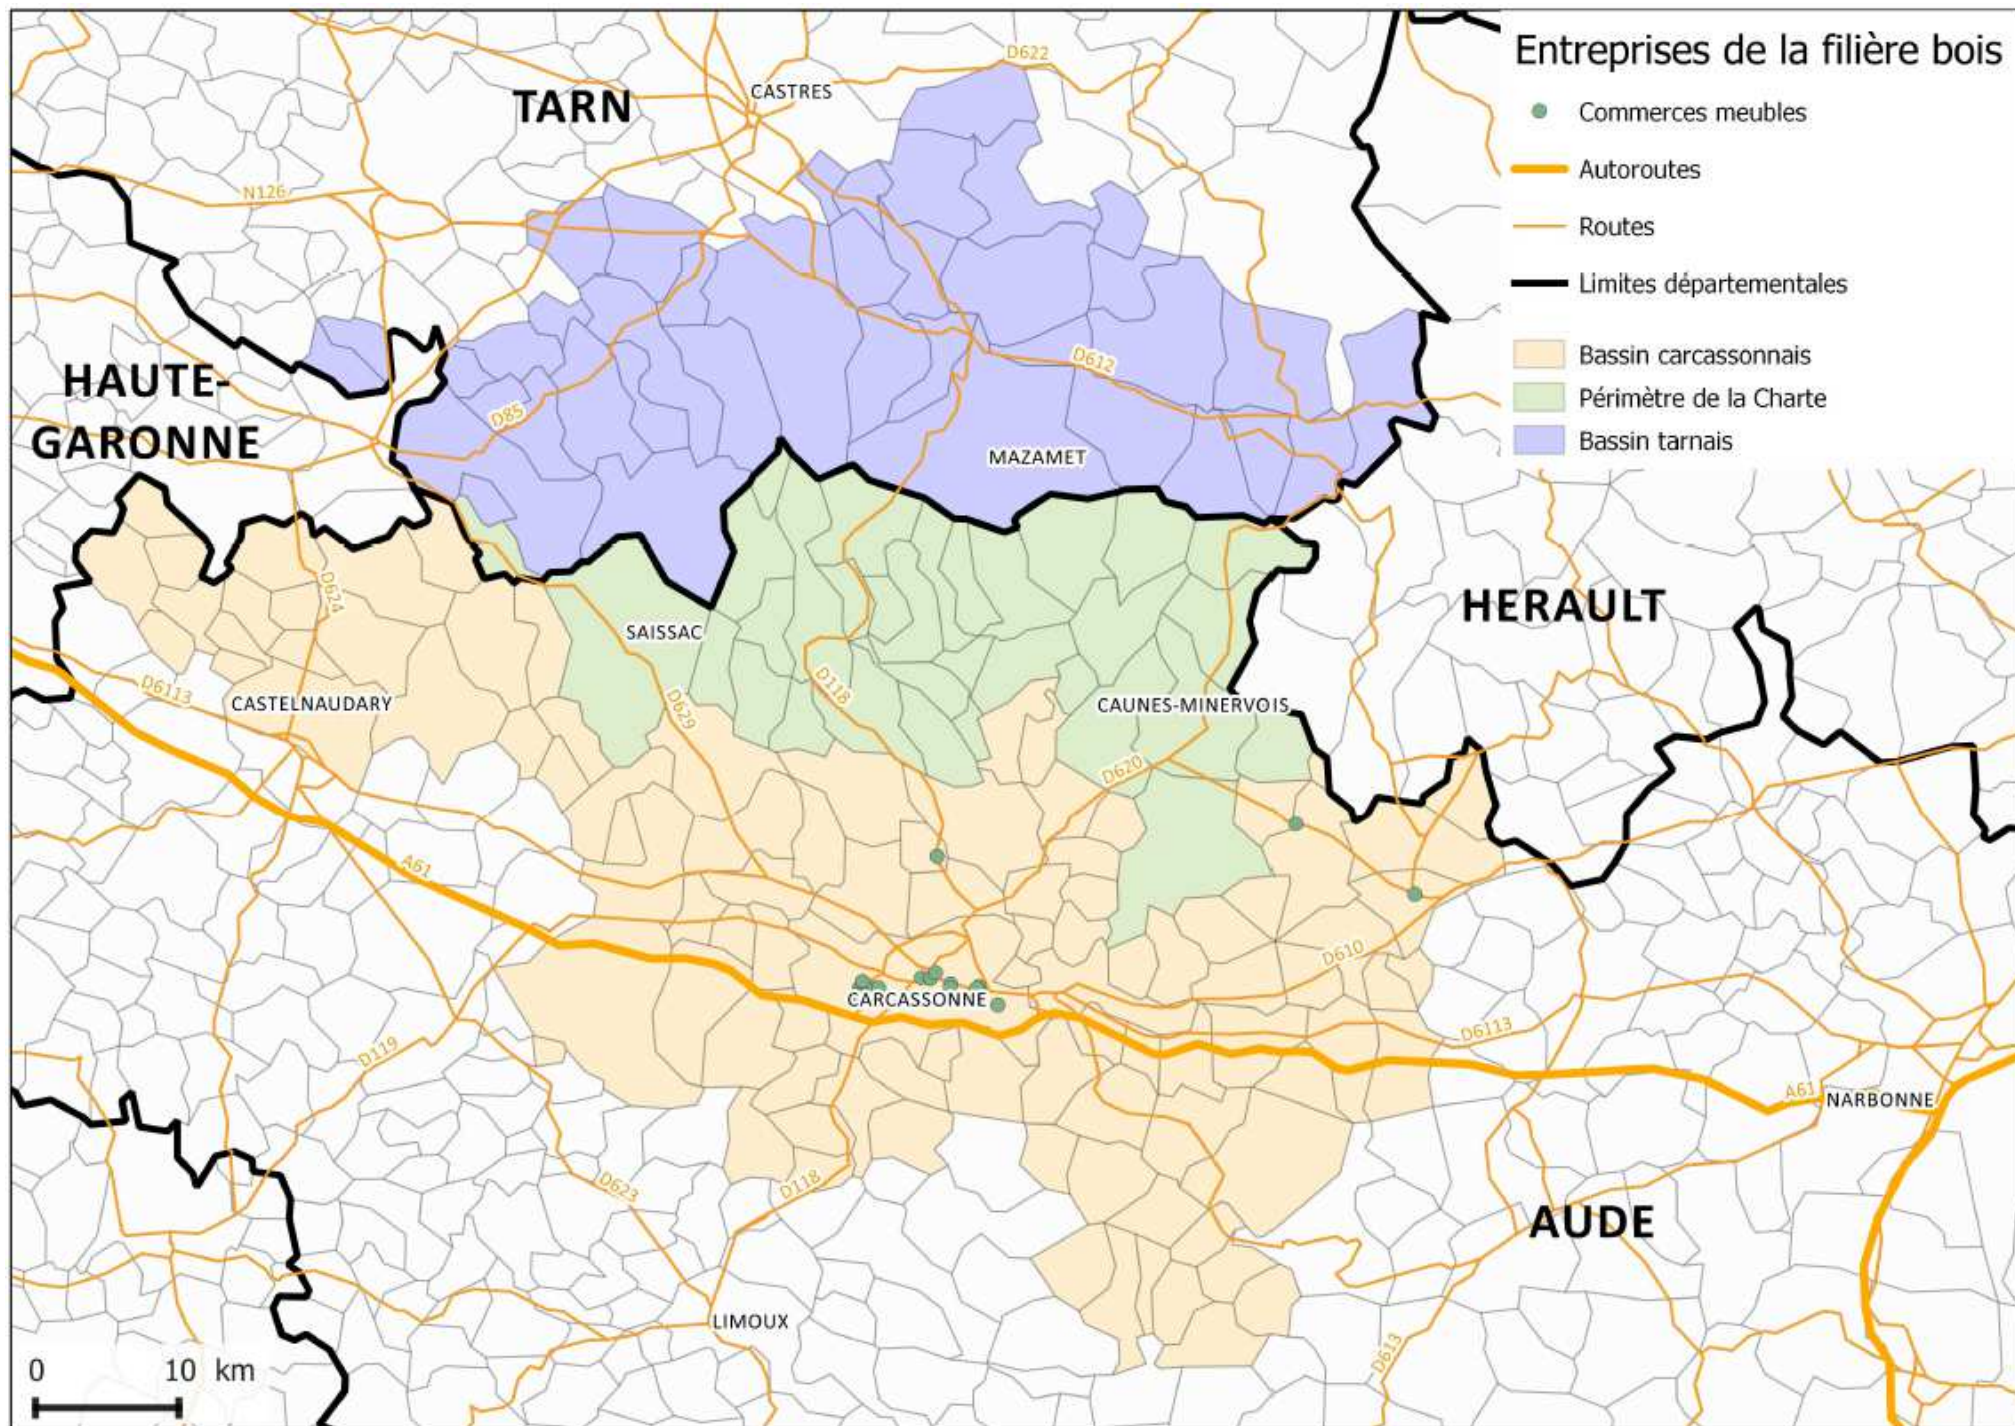 Entreprises de la filière bois
Commerces meubles
Autoroutes
Routes
Limites départementales
Bassin carcassonnais
Périmètre de la Charte
Bassin tarnais
D622
CASTRES
TARN
N126
HAUTE-
GARONNE
D612
D85
MAZAMET
D624
HERAULT
SAISSAC
D6113
CASTELNAUDARY
D629
D118
CAUNES-MINERVOIS
D620
A61
D610
CARCASSONNE
D6113
D119
A61
NARBONNE
D623
D118
AUDE
LIMOUX
D613
0 10 km